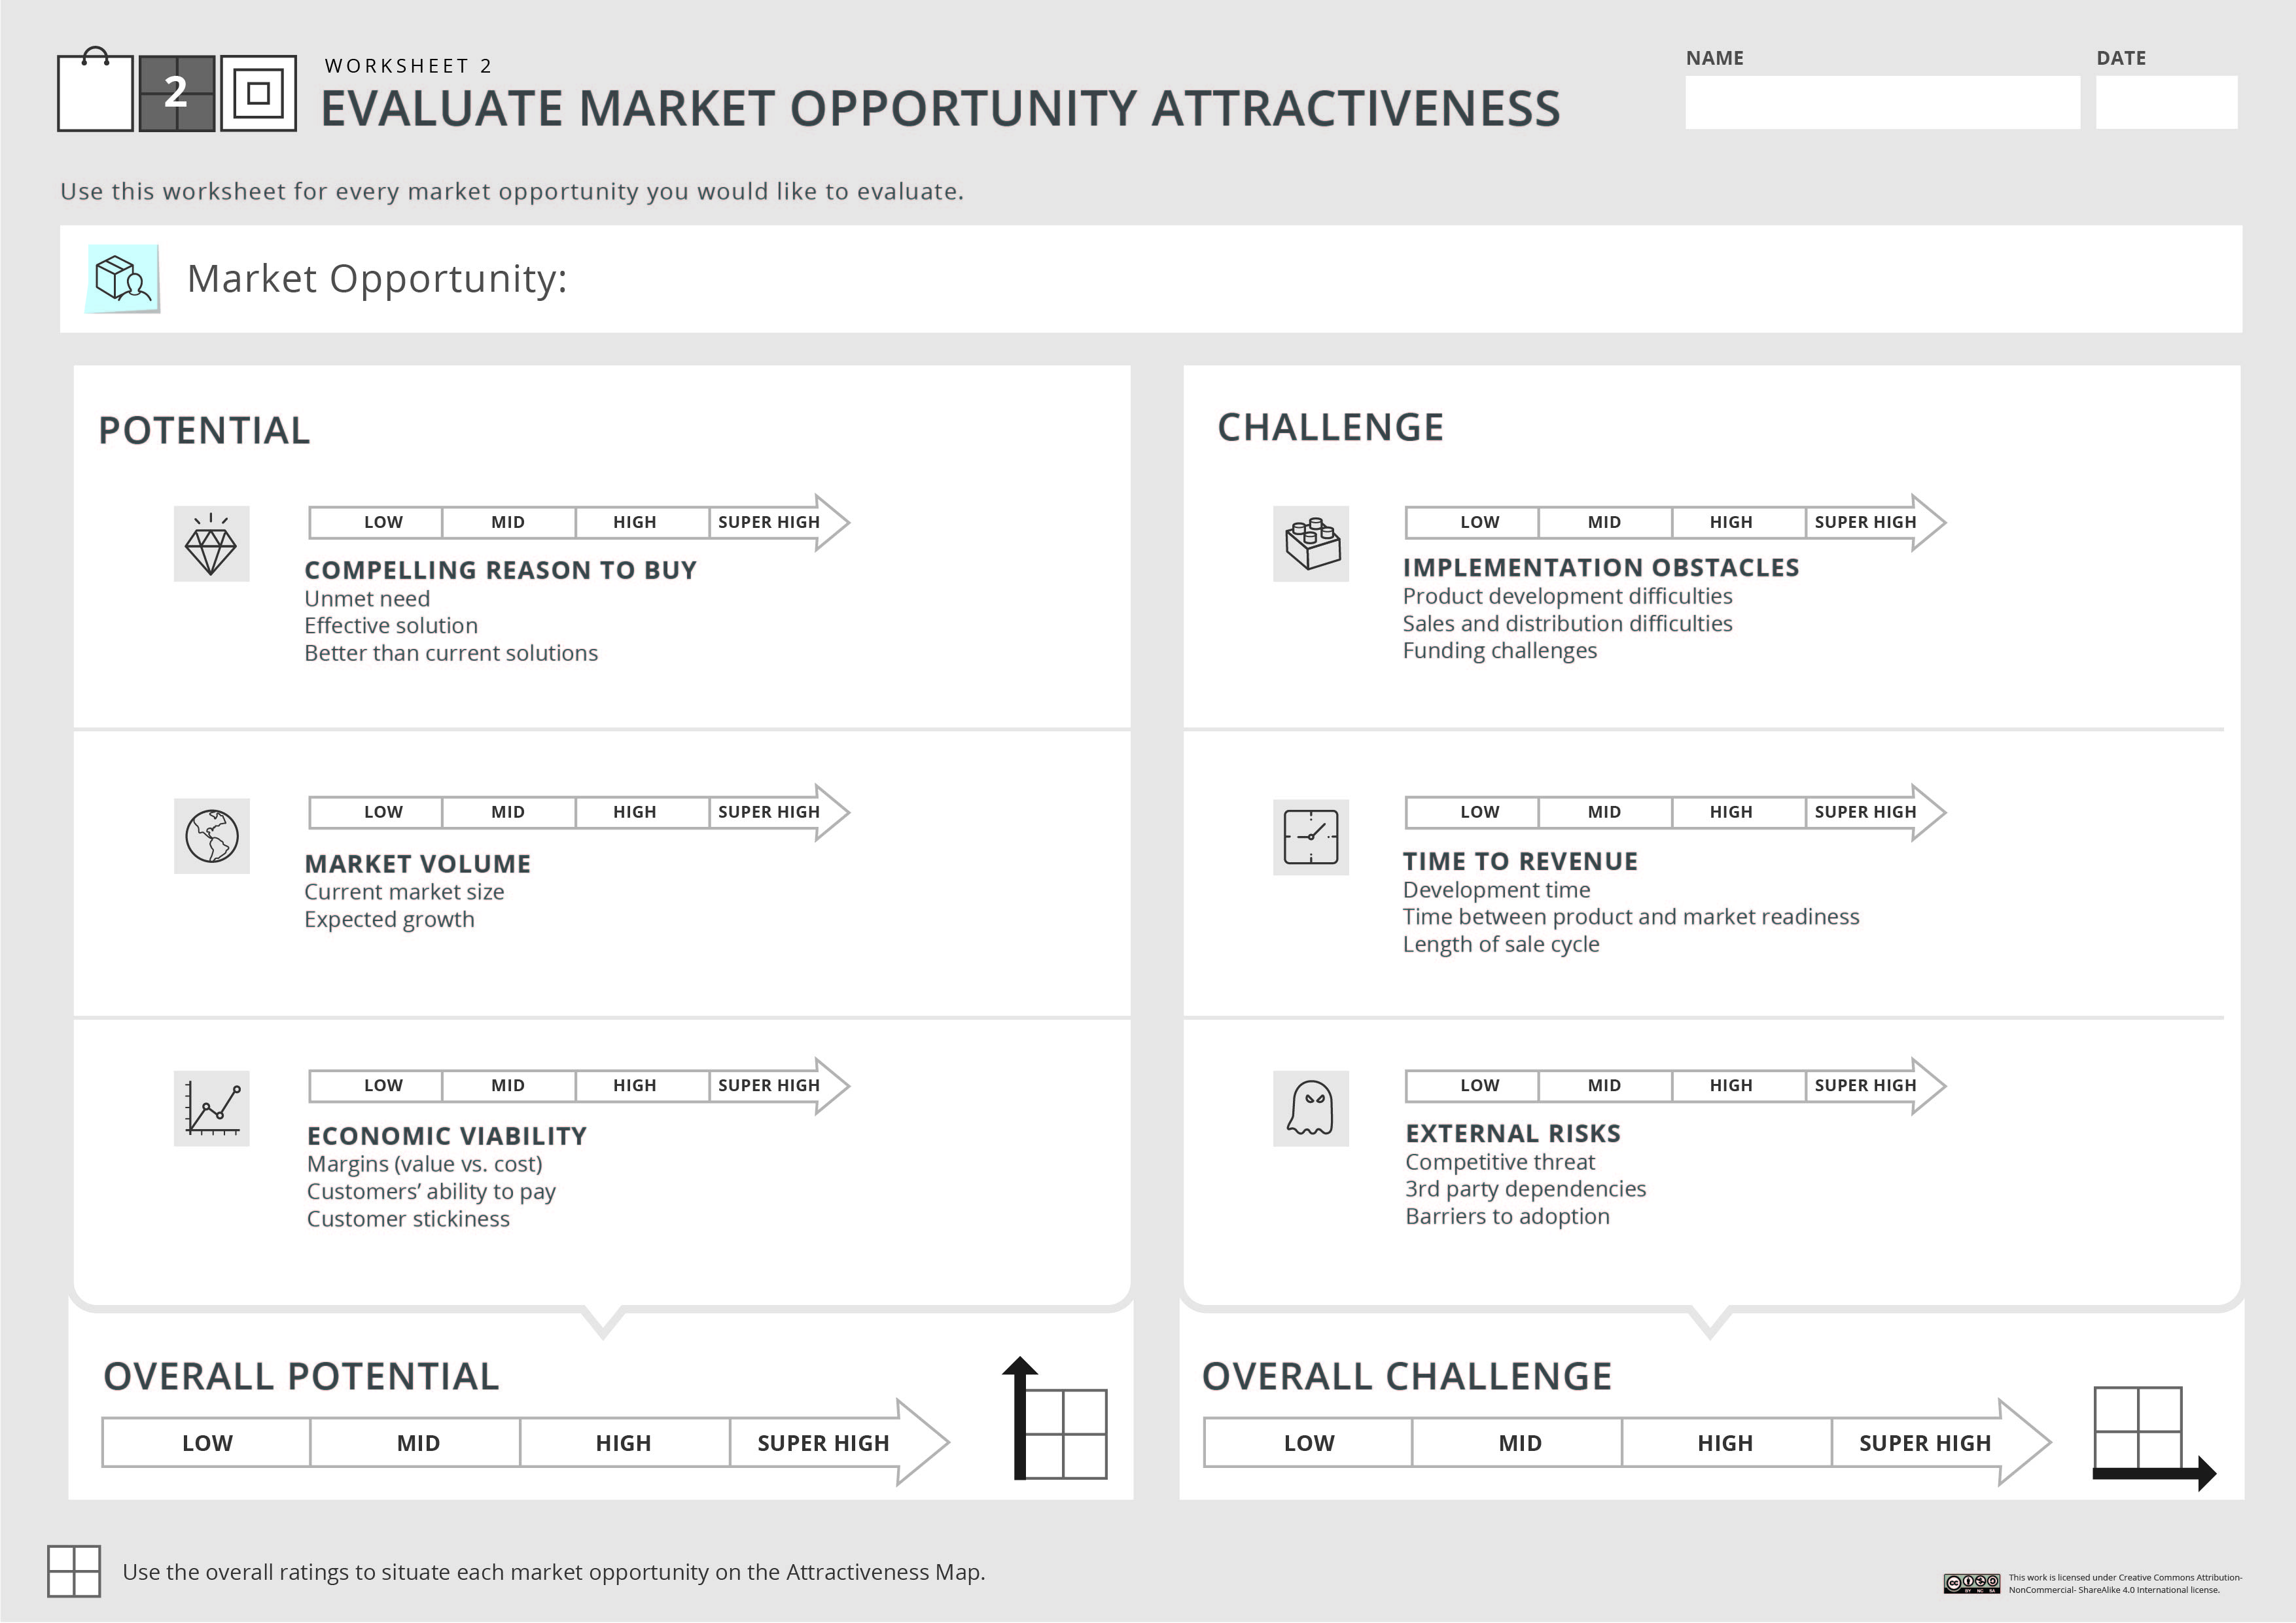 2
WORKSHEET 2
EVALUATE MARKET OPPORTUNITY ATTRACTIVENESS
NAME
DATE
Use this worksheet for every market opportunity you would like to evaluate.
Market Opportunity:
POTENTIAL
LOW MID HIGH SUPER HIGH
COMPELLING REASON TO BUY
Unmet need
Effective solution
Better than current solutions
LOW MID HIGH SUPER HIGH
MARKET VOLUME
Current market size
Expected growth
LOW MID HIGH SUPER HIGH
ECONOMIC VIABILITY
Margins (value vs. cost)
Customers’ ability to pay
Customer stickiness
OVERALL POTENTIAL
LOW MID HIGH SUPER HIGH
CHALLENGE
LOW MID HIGH SUPER HIGH
IMPLEMENTATION OBSTACLES
Product development difficulties
Sales and distribution difficulties
Funding challenges
LOW MID HIGH SUPER HIGH
TIME TO REVENUE
Development time
Time between product and market readiness
Length of sale cycle
LOW MID HIGH SUPER HIGH
EXTERNAL RISKS
Competitive threat
3rd party dependencies
Barriers to adoption
OVERALL CHALLENGE
LOW MID HIGH SUPER HIGH
Use the overall ratings to situate each market opportunity on the Attractiveness Map.
cc
BY NC SA
This work is licensed under Creative Commons Attribution-
NonCommercial- ShareAlike 4.0 International license.